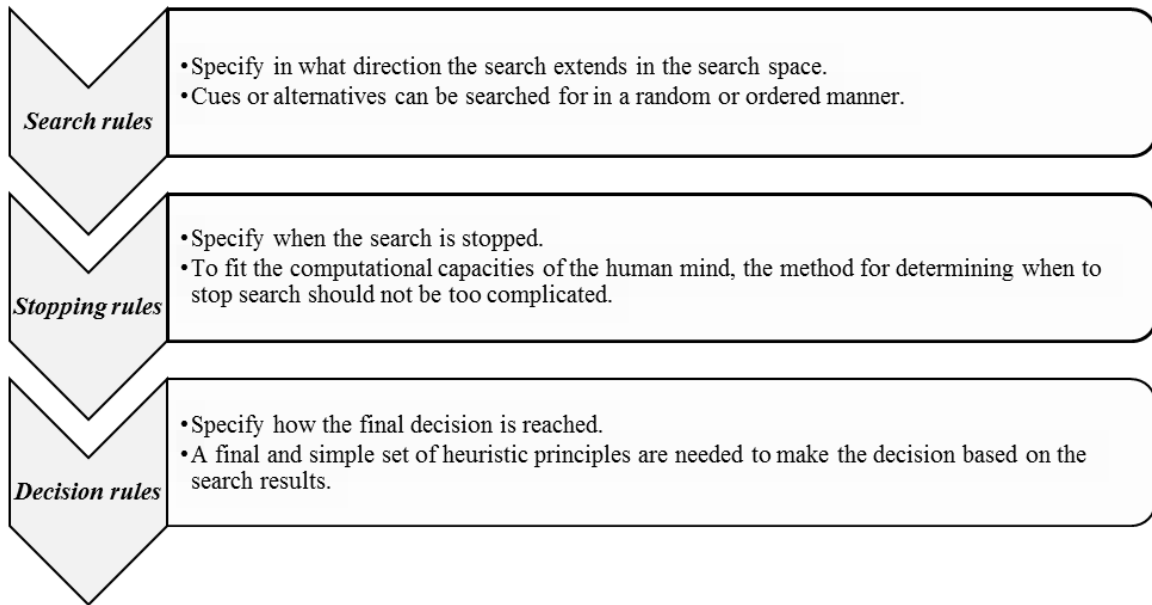 Search rules
•Specify in what direction the search extends in the search space.
•Cues or alternatives can be searched for in a random or ordered manner.
Stopping rules
•Specify when the search is stopped.
•To fit the computational capacities of the human mind, the method for determining when to
stop search should not be too complicated.
Decision rules
•Specify how the final decision is reached.
•A final and simple set of heuristic principles are needed to make the decision based on the
search results.